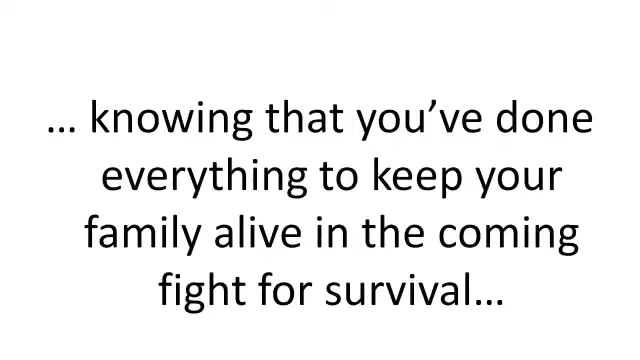 … knowing that you’ve done
everything to keep your
family alive in the coming
fight for survival…